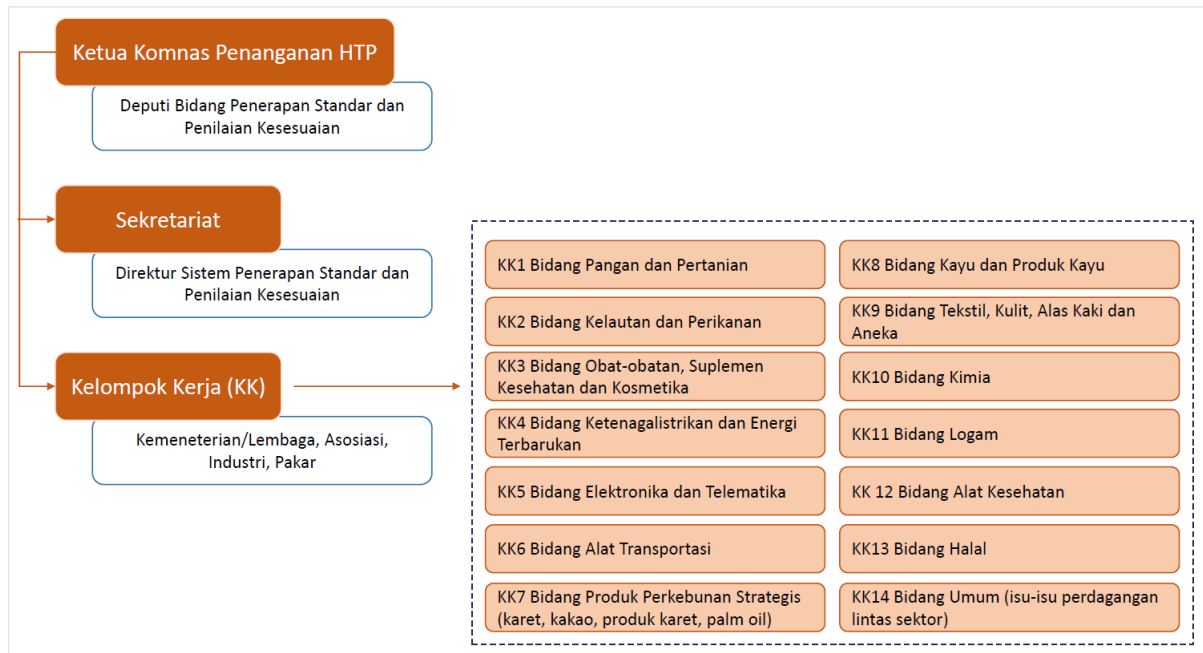 Ketua Komnas Penanganan HTP
Deputi Bidang Penerapan Standar dan
Penilaian Kesesuaian
Sekretariat
Direktur Sistem Penerapan Standar dan
Penilaian Kesesuaian
Kelompok Kerja (KK)
Kemeneterian/Lembaga, Asosiasi,
Industri, Pakar
KK1 Bidang Pangan dan Pertanian
KK2 Bidang Kelautan dan Perikanan
KK3 Bidang Obat-obatan, Suplemen
Kesehatan dan Kosmetika
KK4 Bidang Ketenagalistrikan dan Energi
Terbarukan
KK5 Bidang Elektronika dan Telematika
KK6 Bidang Alat Transportasi
KK7 Bidang Produk Perkebunan Strategis
(karet, kakao, produk karet, palm oil)
KK8 Bidang Kayu dan Produk Kayu
KK9 Bidang Tekstil, Kulit, Alas Kaki dan
Aneka
KK10 Bidang Kimia
KK11 Bidang Logam
KK 12 Bidang Alat Kesehatan
KK13 Bidang Halal
KK14 Bidang Umum (isu-isu perdagangan
lintas sektor)